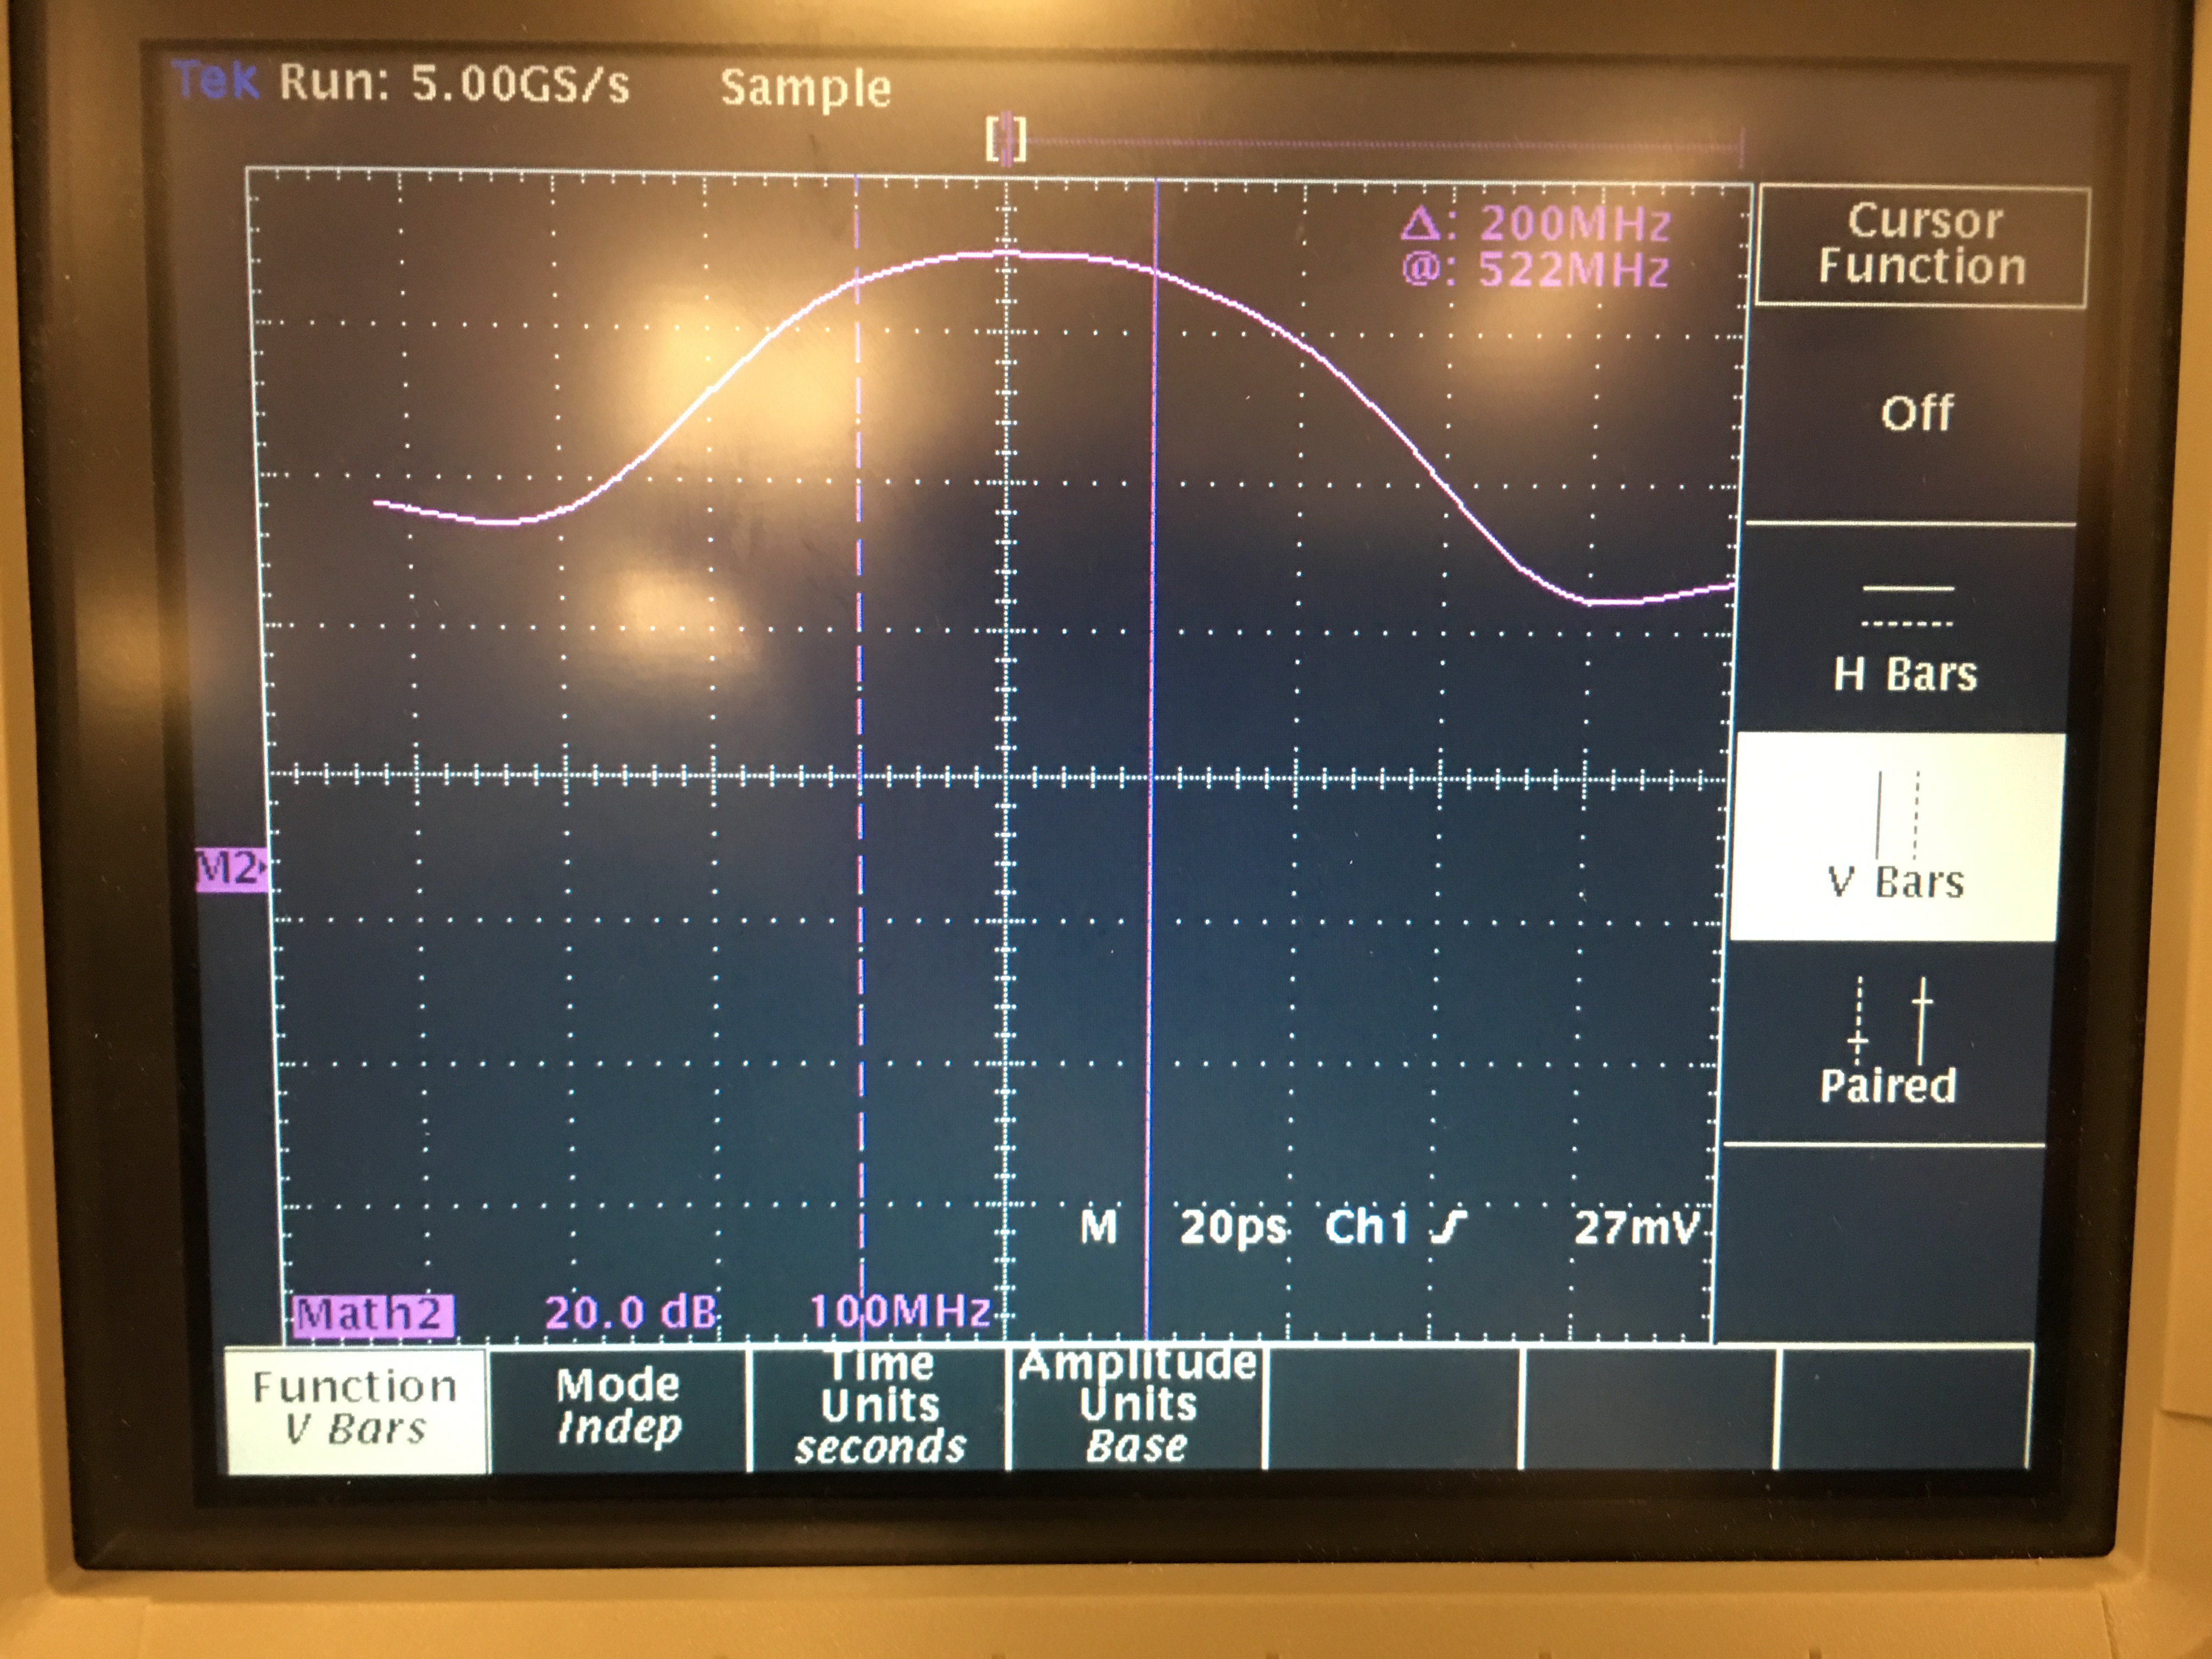 Tek Run: 5.00GS/s Sample
[ ]
Δ: 200MHz
@: 522MHz
Cursor
Function
Off
H Bars
V Bars
Paired
M2
M 20ps Ch1 27mV
Math2 20.0 dB 100MHz
Function
V Bars
Mode
Indep
Time
Units
seconds
Amplitude
Units
Base